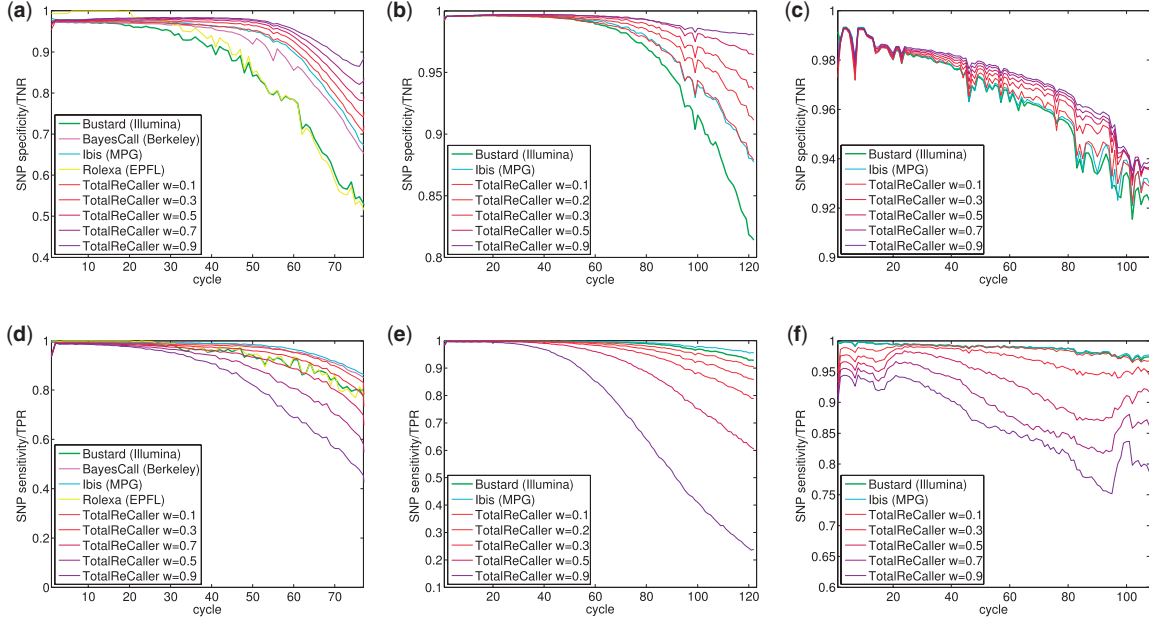 (a)
SNP specificity/TNR
1
0.9
0.8
0.7
0.6
0.5
0.4
Bustard (Illumina)
BayesCall (Berkeley)
Ibis (MPG)
Rolexa (EPFL)
TotalReCaller w=0.1
TotalReCaller w=0.3
TotalReCaller w=0.5
TotalReCaller w=0.7
TotalReCaller w=0.9
10 20 30 40 50 60 70
cycle
(b)
SNP specificity/TNR
1
0.95
0.9
0.8
Bustard (Illumina)
Ibis (MPG)
TotalReCaller w=0.1
TotalReCaller w=0.2
TotalReCaller w=0.3
TotalReCaller w=0.5
TotalReCaller w=0.9
20 40 60 80 100 120
cycle
(c)
SNP specificity/TNR
1
0.98
0.96
0.94
0.92
0.9
Bustard (Illumina)
Ibis (MPG)
TotalReCaller w=0.1
TotalReCaller w=0.3
TotalReCaller w=0.5
TotalReCaller w=0.7
TotalReCaller w=0.9
20 40 60 80 100
cycle
(d)
SNP sensitivity/TPR
1
0.8
0.6
0.4
0
Bustard (Illumina)
BayesCall (Berkeley)
Ibis (MPG)
Rolexa (EPFL)
TotalReCaller w=0.1
TotalReCaller w=0.3
TotalReCaller w=0.7
TotalReCaller w=0.5
TotalReCaller w=0.9
10 20 30 40 50 60 70
cycle
(e)
SNP sensitivity/TPR
1
0.9
0.8
0.7
0.6
0.5
0.4
0.3
0.2
0.1
Bustard (Illumina)
Ibis (MPG)
TotalReCaller w=0.1
TotalReCaller w=0.2
TotalReCaller w=0.3
TotalReCaller w=0.5
TotalReCaller w=0.9
20 40 60 80 100 120
cycle
(f)
SNP sensitivity/TPR
1
0.95
0.9
0.85
0.8
0.75
0.7
0.65
0.6
Bustard (Illumina)
Ibis (MPG)
TotalReCaller w=0.1
TotalReCaller w=0.3
TotalReCaller w=0.5
TotalReCaller w=0.7
TotalReCaller w=0.9
20 40 60 80 100
cycle